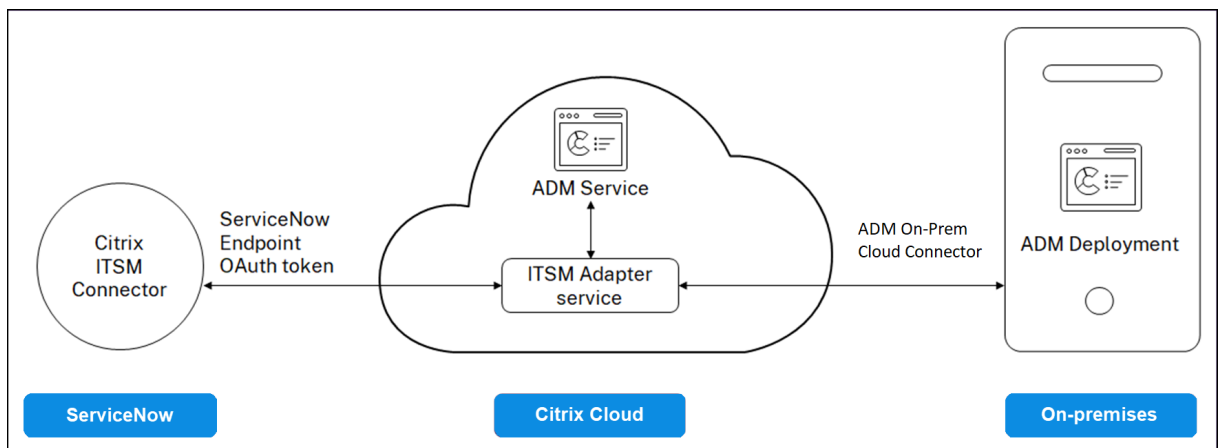 Citrix
ITSM
Connector
ServiceNow
Endpoint
OAuth token
ADM Service
ITSM Adapter
service
ADM On-Prem
Cloud Connector
ADM Deployment
ServiceNow
Citrix Cloud
On-premises